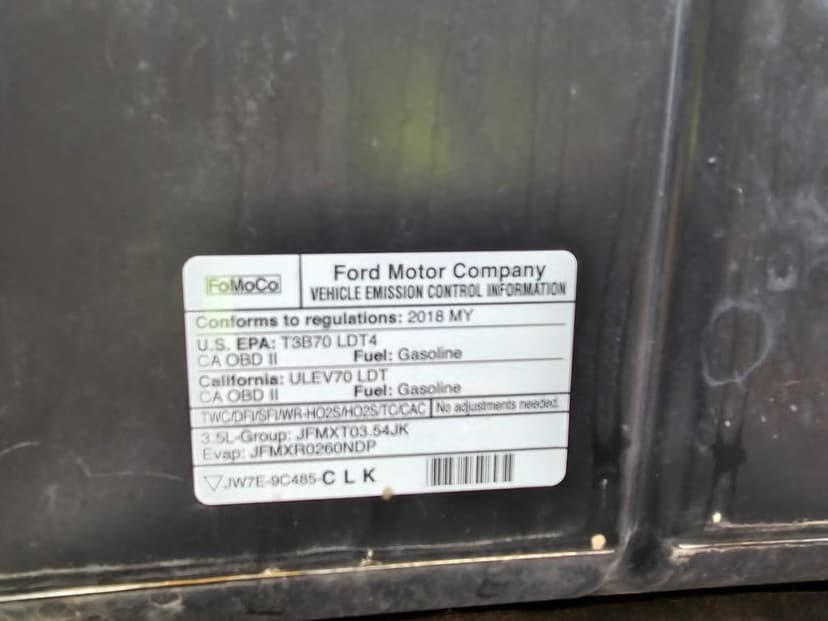 FoMoCo
Ford Motor Company
VEHICLE EMISSION CONTROL INFORMATION
Conforms to regulations: 2018 MY
U.S. EPA: T3B70 LDT4
CA OBD II Fuel: Gasoline
California: ULEV70 LDT
CA OBD II Fuel: Gasoline
TWC/DFI/SFI/WR-HO2S/HO2S/TC/CAC No adjustments needed.
3.5L-Group: JFMXT03.54JK
Evap: JFMXR0260NDP
JW7E-9C485-C L K